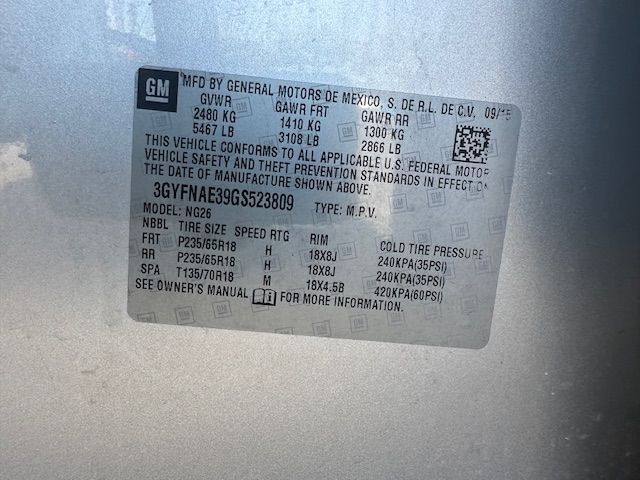 GM
MFD BY GENERAL MOTORS DE MEXICO, S. DE R.L. DE C.V. 09/15
GVWR GAWR FRT GAWR RR
2480 KG 1410 KG 1300 KG
5467 LB 3108 LB 2866 LB
THIS VEHICLE CONFORMS TO ALL APPLICABLE U.S. FEDERAL MOTOR
VEHICLE SAFETY AND THEFT PREVENTION STANDARDS IN EFFECT ON
THE DATE OF MANUFACTURE SHOWN ABOVE.
3GYFNAE39GS523809 TYPE: M.P.V.
MODEL: NG26
NBBL TIRE SIZE SPEED RTG RIM COLD TIRE PRESSURE
FRT P235/65R18 H 18X8J 240KPA(35PSI)
RR P235/65R18 H 18X8J 240KPA(35PSI)
SPA T135/70R18 M 18X4.5B 420KPA(60PSI)
SEE OWNER'S MANUAL FOR MORE INFORMATION.